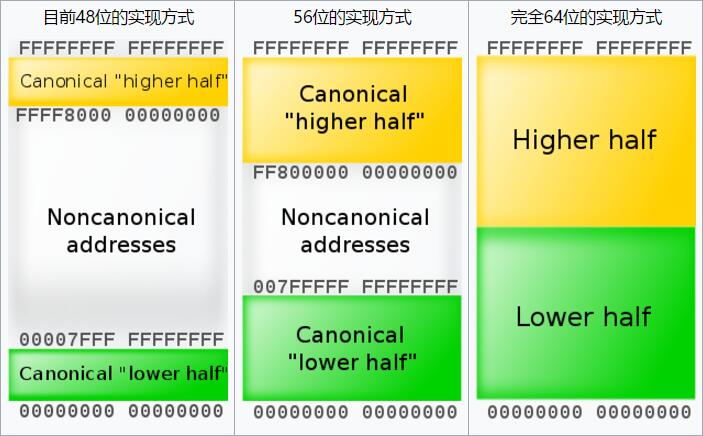 目前48位的实现方式
FFFFFFFF FFFFFFFF
Canonical "higher half"
FFFF8000 00000000
Noncanonical
addresses
00007FFF FFFFFFFF
Canonical "lower half"
00000000 00000000
56位的实现方式
FFFFFFFF FFFFFFFF
Canonical
"higher half"
FF800000 00000000
Noncanonical
addresses
007FFFFF FFFFFFFF
Canonical
"lower half"
00000000 00000000
完全64位的实现方式
FFFFFFFF FFFFFFFF
Higher half
Lower half
00000000 00000000